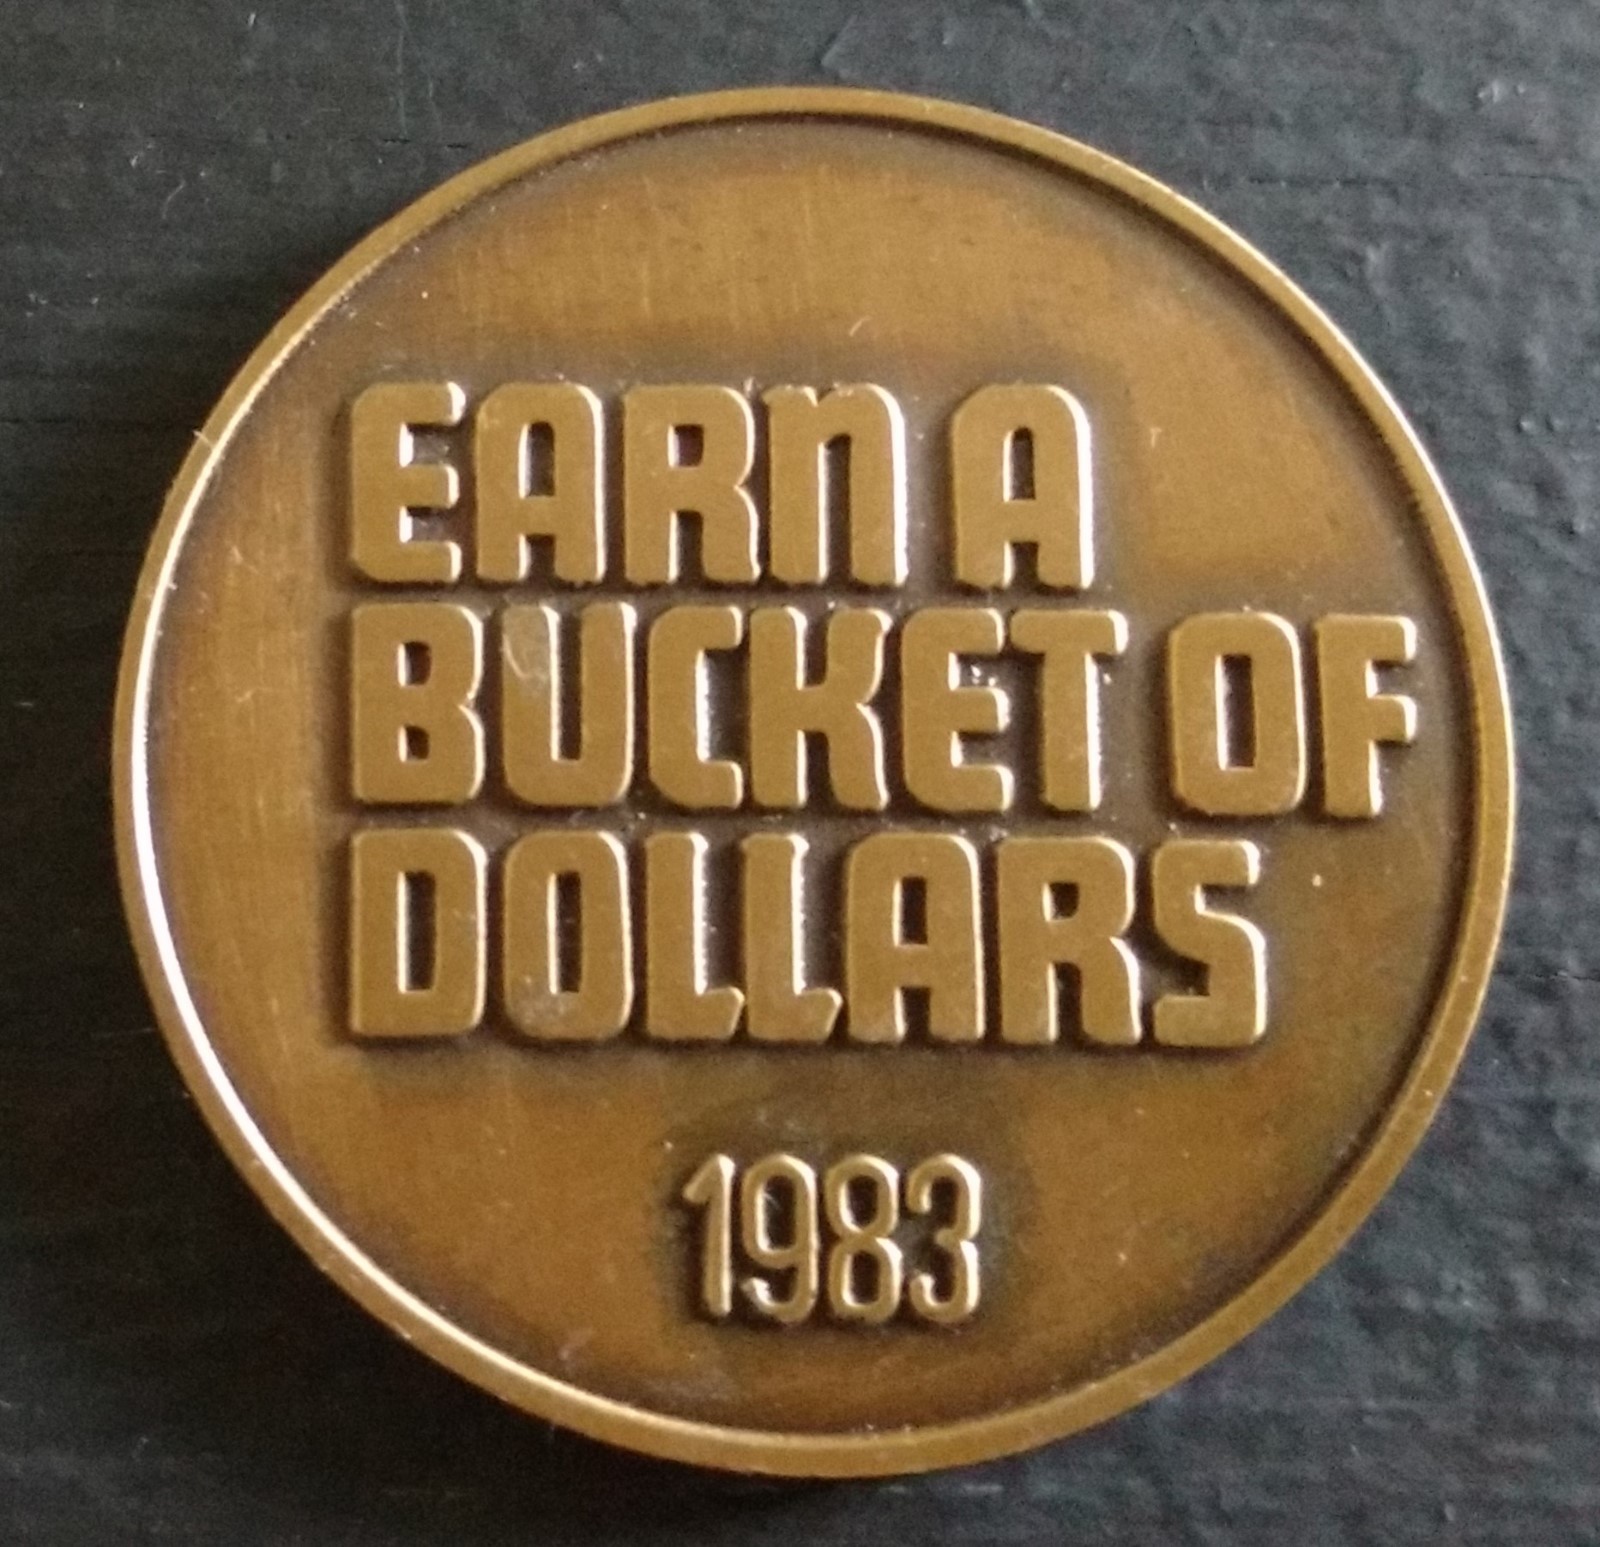 EARN A
BUCKET OF
DOLLARS
1983